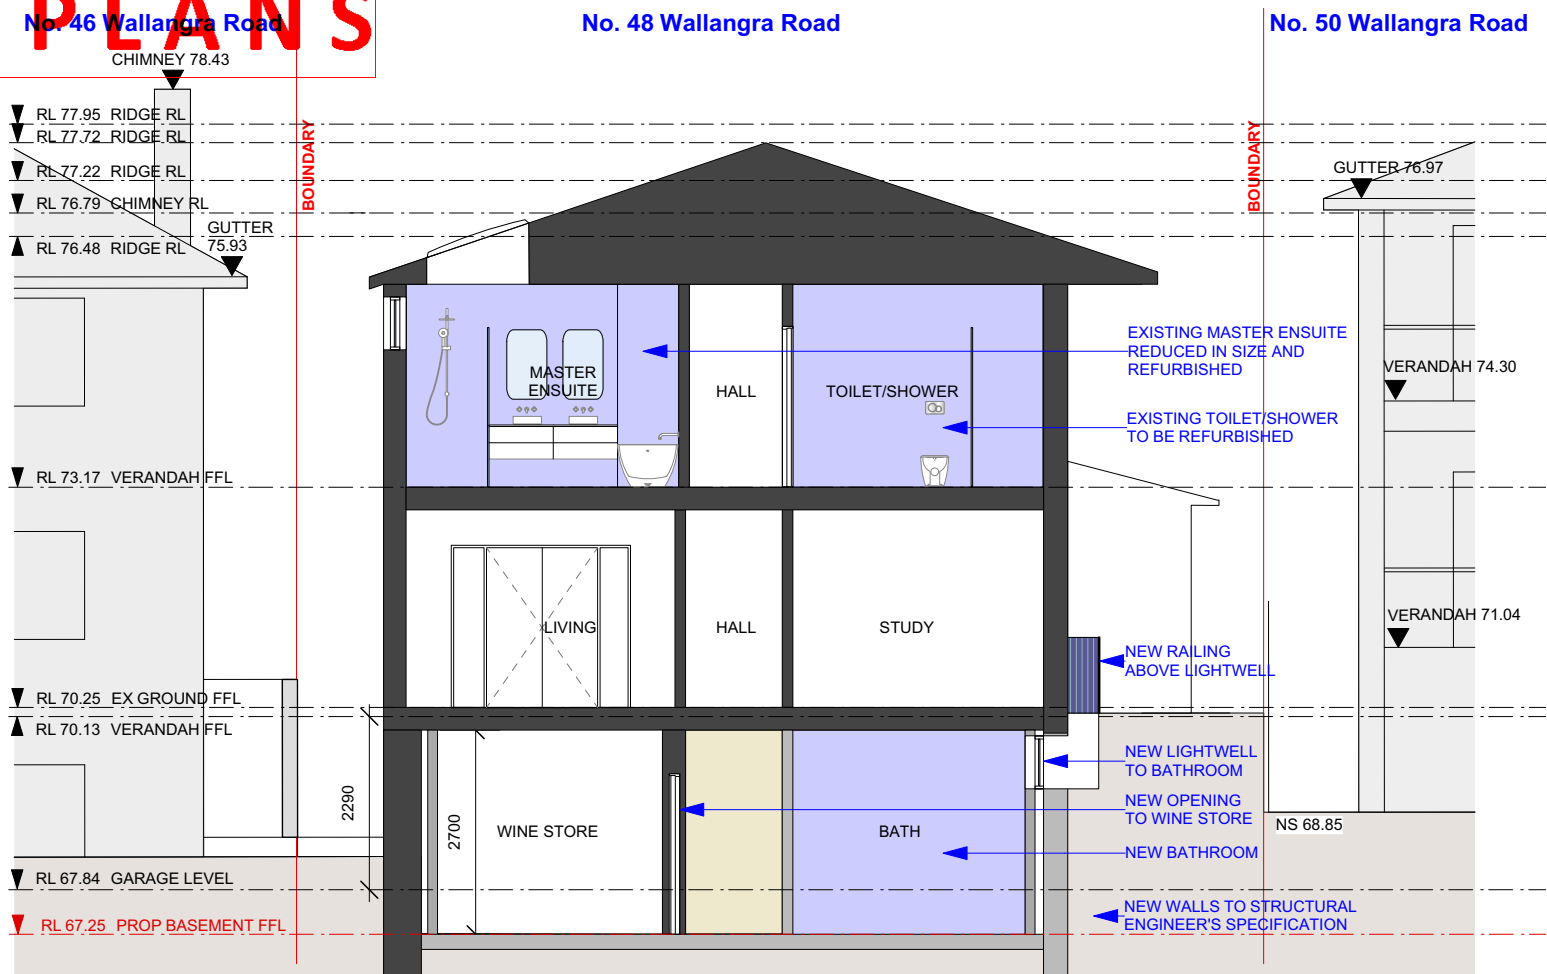 PLANS
No. 46 Wallangra Road
No. 48 Wallangra Road
No. 50 Wallangra Road
CHIMNEY 78.43
RL 77.95 RIDGE RL
RL 77.72 RIDGE RL
RL 77.22 RIDGE RL
RL 76.79 CHIMNEY RL
RL 76.48 RIDGE RL
GUTTER
75.93
BOUNDARY
BOUNDARY
GUTTER 76.97
EXISTING MASTER ENSUITE
REDUCED IN SIZE AND
REFURBISHED
MASTER
ENSUITE
HALL
TOILET/SHOWER
VERANDAH 74.30
EXISTING TOILET/SHOWER
TO BE REFURBISHED
RL 73.17 VERANDAH FFL
LIVING
HALL
STUDY
VERANDAH 71.04
NEW RAILING
ABOVE LIGHTWELL
RL 70.25 EX GROUND FFL
RL 70.13 VERANDAH FFL
NEW LIGHTWELL
TO BATHROOM
2290
2700
WINE STORE
BATH
NEW OPENING
TO WINE STORE
NS 68.85
NEW BATHROOM
RL 67.84 GARAGE LEVEL
NEW WALLS TO STRUCTURAL
ENGINEER'S SPECIFICATION
RL 67.25 PROP BASEMENT FFL